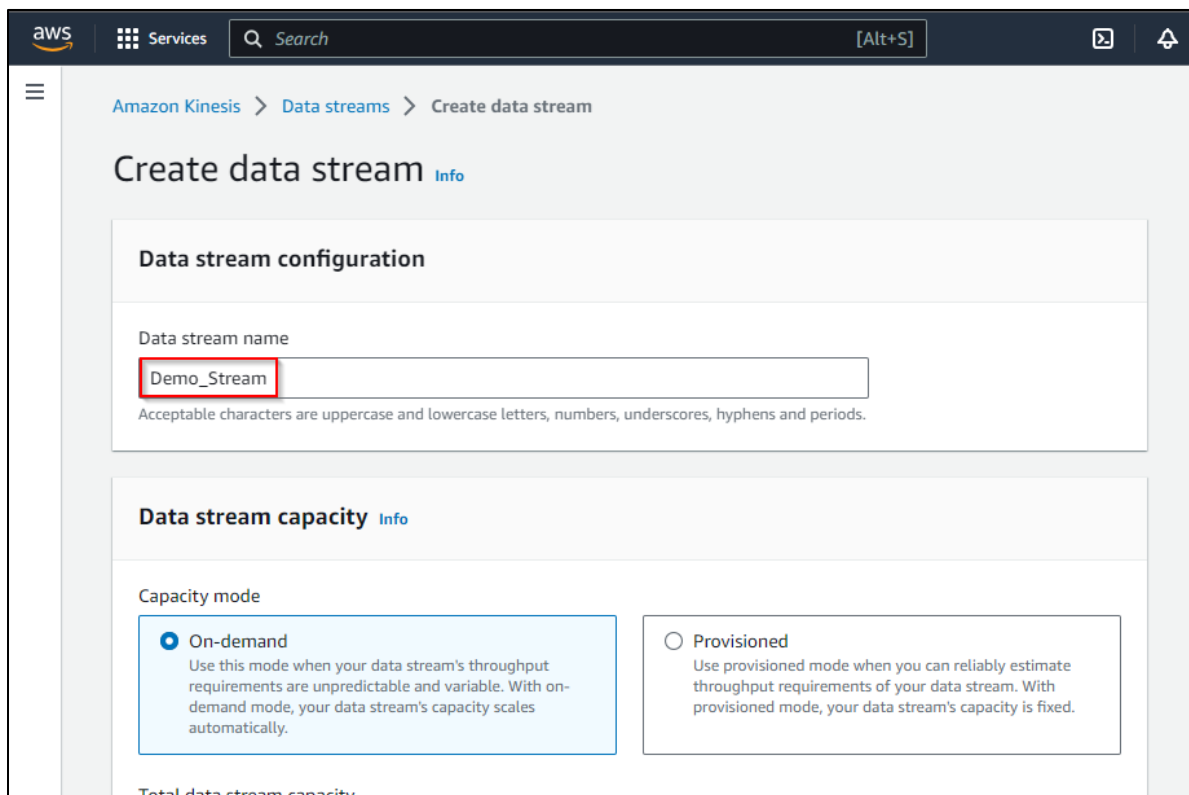 aws
Services
Search
[Alt+S]
Amazon Kinesis > Data streams > Create data stream
Create data stream Info
Data stream configuration
Data stream name
Demo_Stream
Acceptable characters are uppercase and lowercase letters, numbers, underscores, hyphens and periods.
Data stream capacity Info
Capacity mode
On-demand
Use this mode when your data stream's throughput
requirements are unpredictable and variable. With on-
demand mode, your data stream's capacity scales
automatically.
Provisioned
Use provisioned mode when you can reliably estimate
throughput requirements of your data stream. With
provisioned mode, your data stream's capacity is fixed.
Total data stream capacity